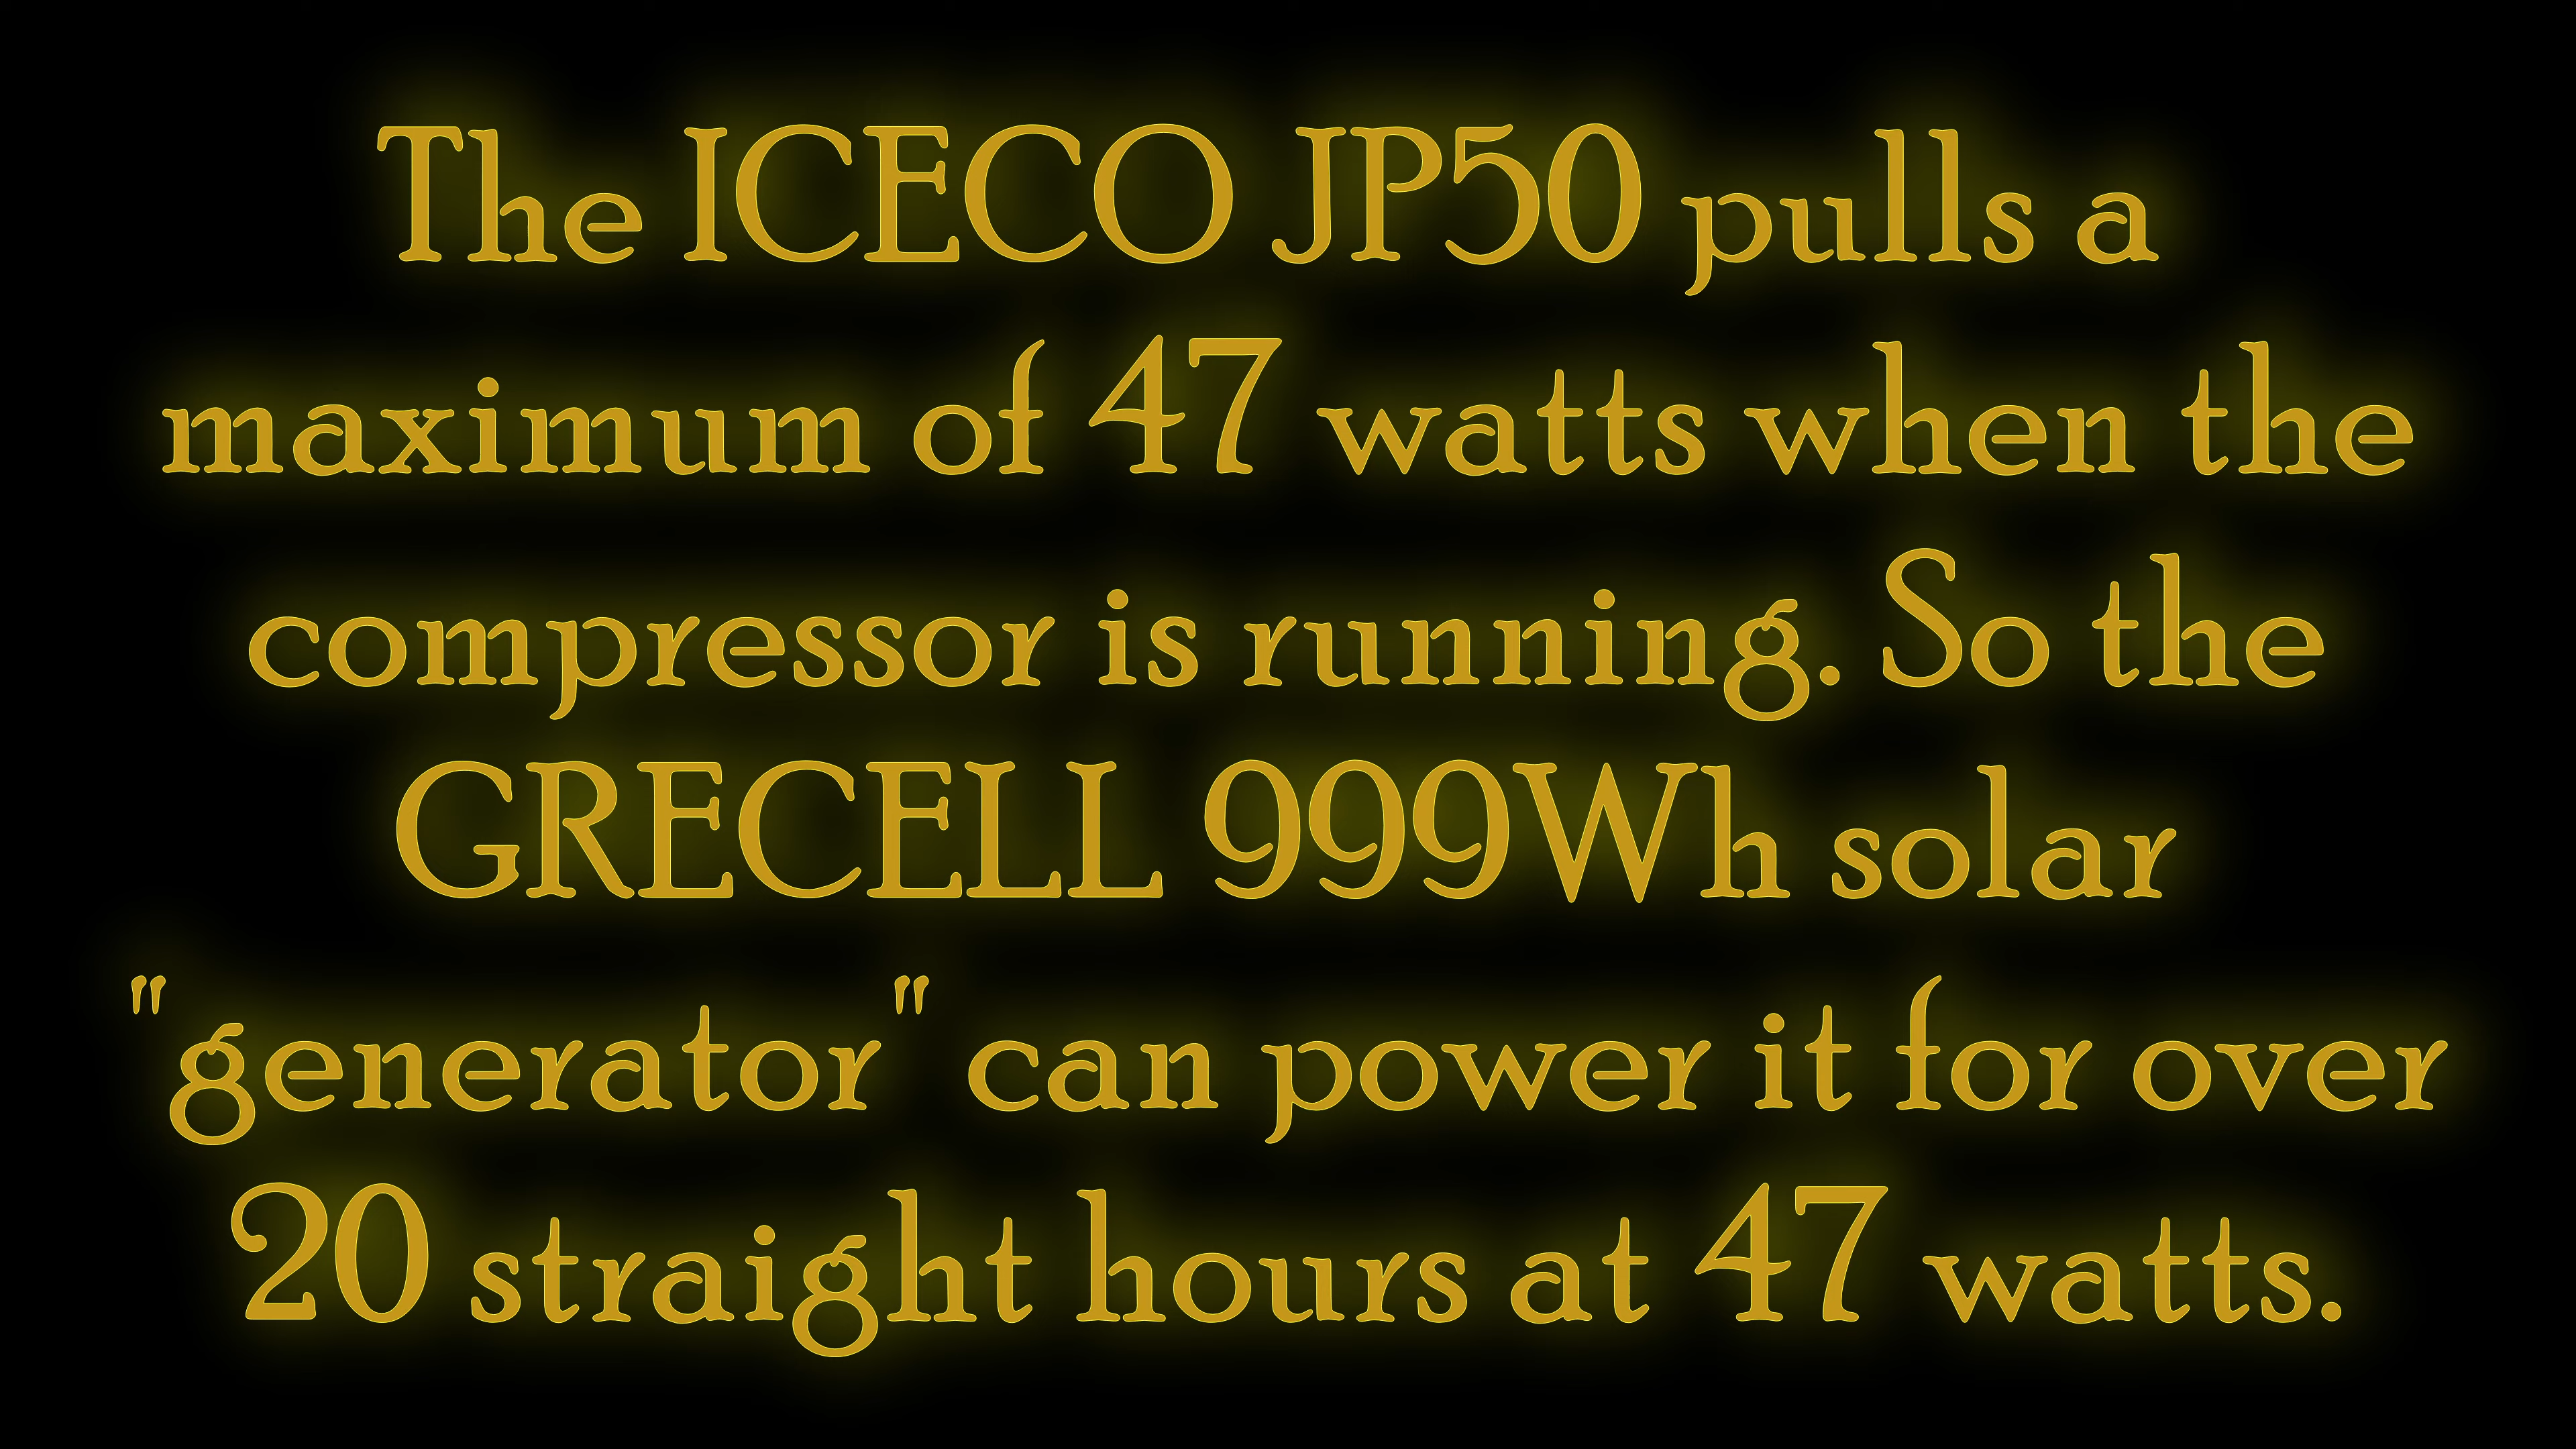 The ICECO JP50 pulls a
maximum of 47 watts when the
compressor is running. So the
GRECELL 999Wh solar
"generator" can power it for over
20 straight hours at 47 watts.